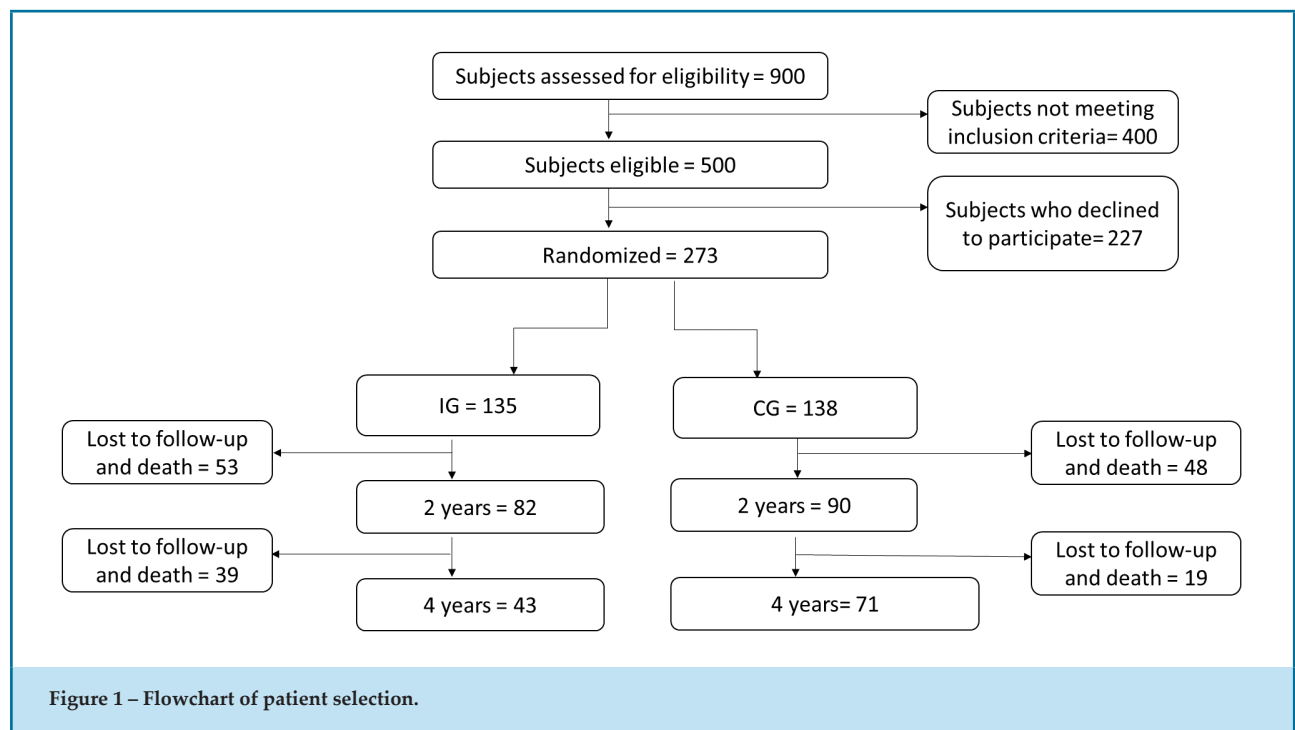 Subjects assessed for eligibility = 900
Subjects not meeting
inclusion criteria= 400
Subjects eligible = 500
Subjects who declined
to participate= 227
Randomized = 273
IG = 135
CG = 138
Lost to follow-up
and death = 53
Lost to follow-up
and death = 48
2 years = 82
2 years = 90
Lost to follow-up
and death = 39
Lost to follow-up
and death = 19
4 years = 43
4 years= 71
Figure 1 – Flowchart of patient selection.